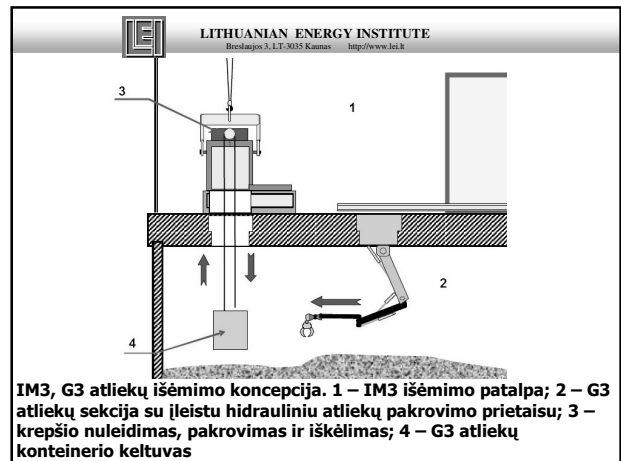 LEI
LITHUANIAN ENERGY INSTITUTE
Breslaujos 3, LT-3035 Kaunas http://www.lei.lt
3
1
2
4
IM3, G3 atliekų išėmimo koncepcija. 1 – IM3 išėmimo patalpa; 2 – G3
atliekų sekcija su įleistu hidrauliniu atliekų pakrovimo prietaisu; 3 –
krepšio nuleidimas, pakrovimas ir iškėlimas; 4 – G3 atliekų
konteinerio keltuvas